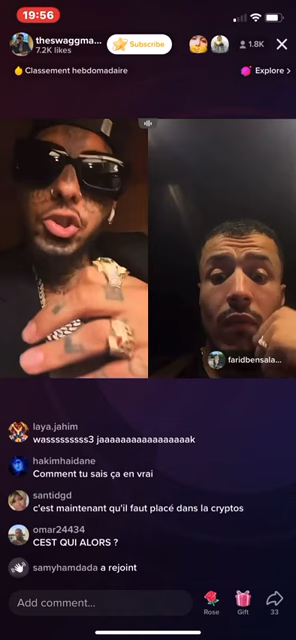 19:56
theswaggma...
7.2K likes
Subscribe
1.8K
Classement hebdomadaire
Explore >
faridbensala...
laya.jahim
wasssssssss3 jaaaaaaaaaaaaaaaaak
hakimhaidane
Comment tu sais ça en vrai
santidgd
c'est maintenant qu'il faut placé dans la cryptos
omar24434
CEST QUI ALORS ?
samyhamdada a rejoint
Add comment...
Rose
Gift
33